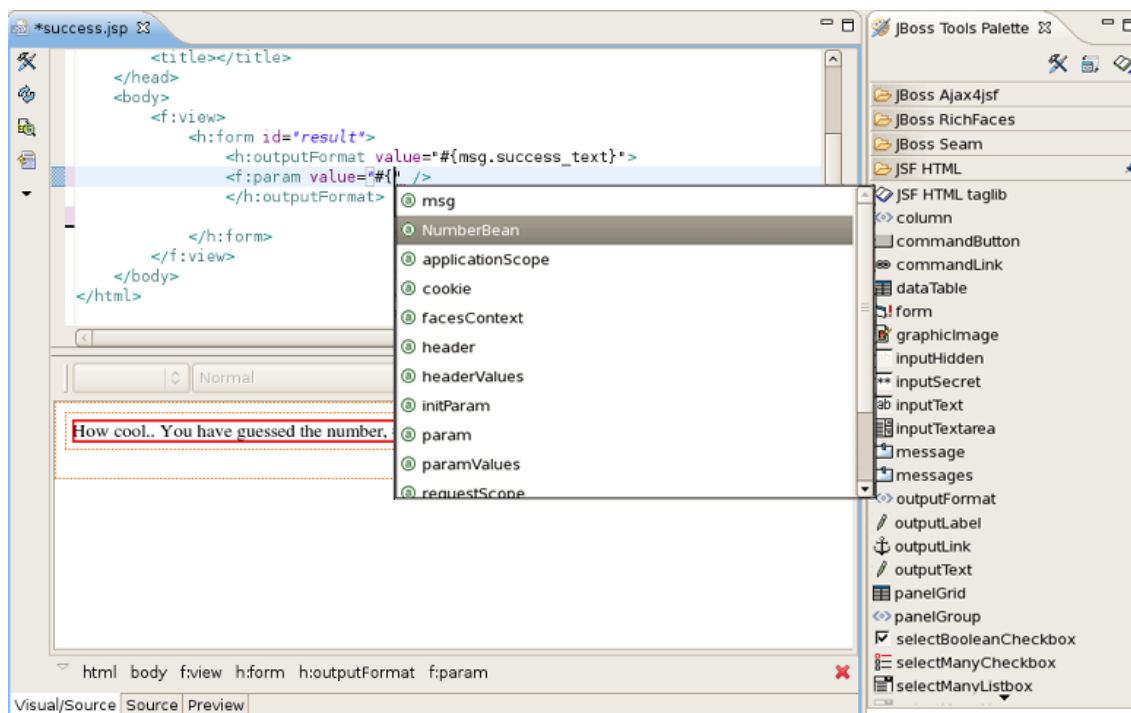 *success.jsp
<title></title>
</head>
<body>
<f:view>
<h:form id="result">
<h:outputFormat value="#{msg.success_text}">
<f:param value="#{" />
</h:outputFormat>
</h:form>
</f:view>
</body>
</html>
msg
NumberBean
applicationScope
cookie
facesContext
header
headerValues
initParam
param
paramValues
requestScope
Normal
How cool.. You have guessed the number,
html body f:view h:form h:outputFormat f:param
Visual/Source Source Preview
JBoss Tools Palette
JBoss Ajax4jsf
JBoss RichFaces
JBoss Seam
JSF HTML
JSF HTML taglib
column
commandButton
commandLink
dataTable
form
graphicImage
inputHidden
inputSecret
inputText
inputTextarea
message
messages
outputFormat
outputLabel
outputLink
outputText
panelGrid
panelGroup
selectBooleanCheckbox
selectManyCheckbox
selectManyListbox